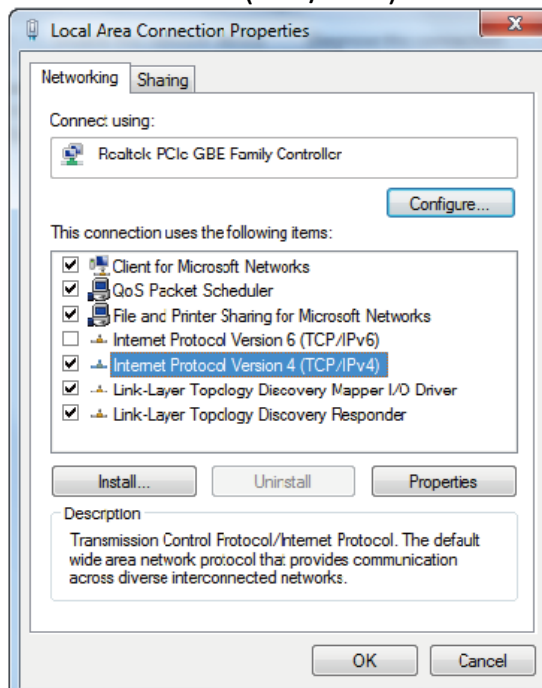 Local Area Connection Properties
Networking
Sharing
Connect using:
Realtek PCIe GBE Family Controller
Configure...
This connection uses the following items:
Client for Microsoft Networks
QoS Packet Scheduler
File and Printer Sharing for Microsoft Networks
Internet Protocol Version 6 (TCP/IPv6)
Internet Protocol Version 4 (TCP/IPv4)
Link-Layer Topology Discovery Mapper I/O Driver
Link-Layer Topology Discovery Responder
Install...
Uninstall
Properties
Description
Transmission Control Protocol/Internet Protocol. The default
wide area network protocol that provides communication
across diverse interconnected networks.
OK
Cancel